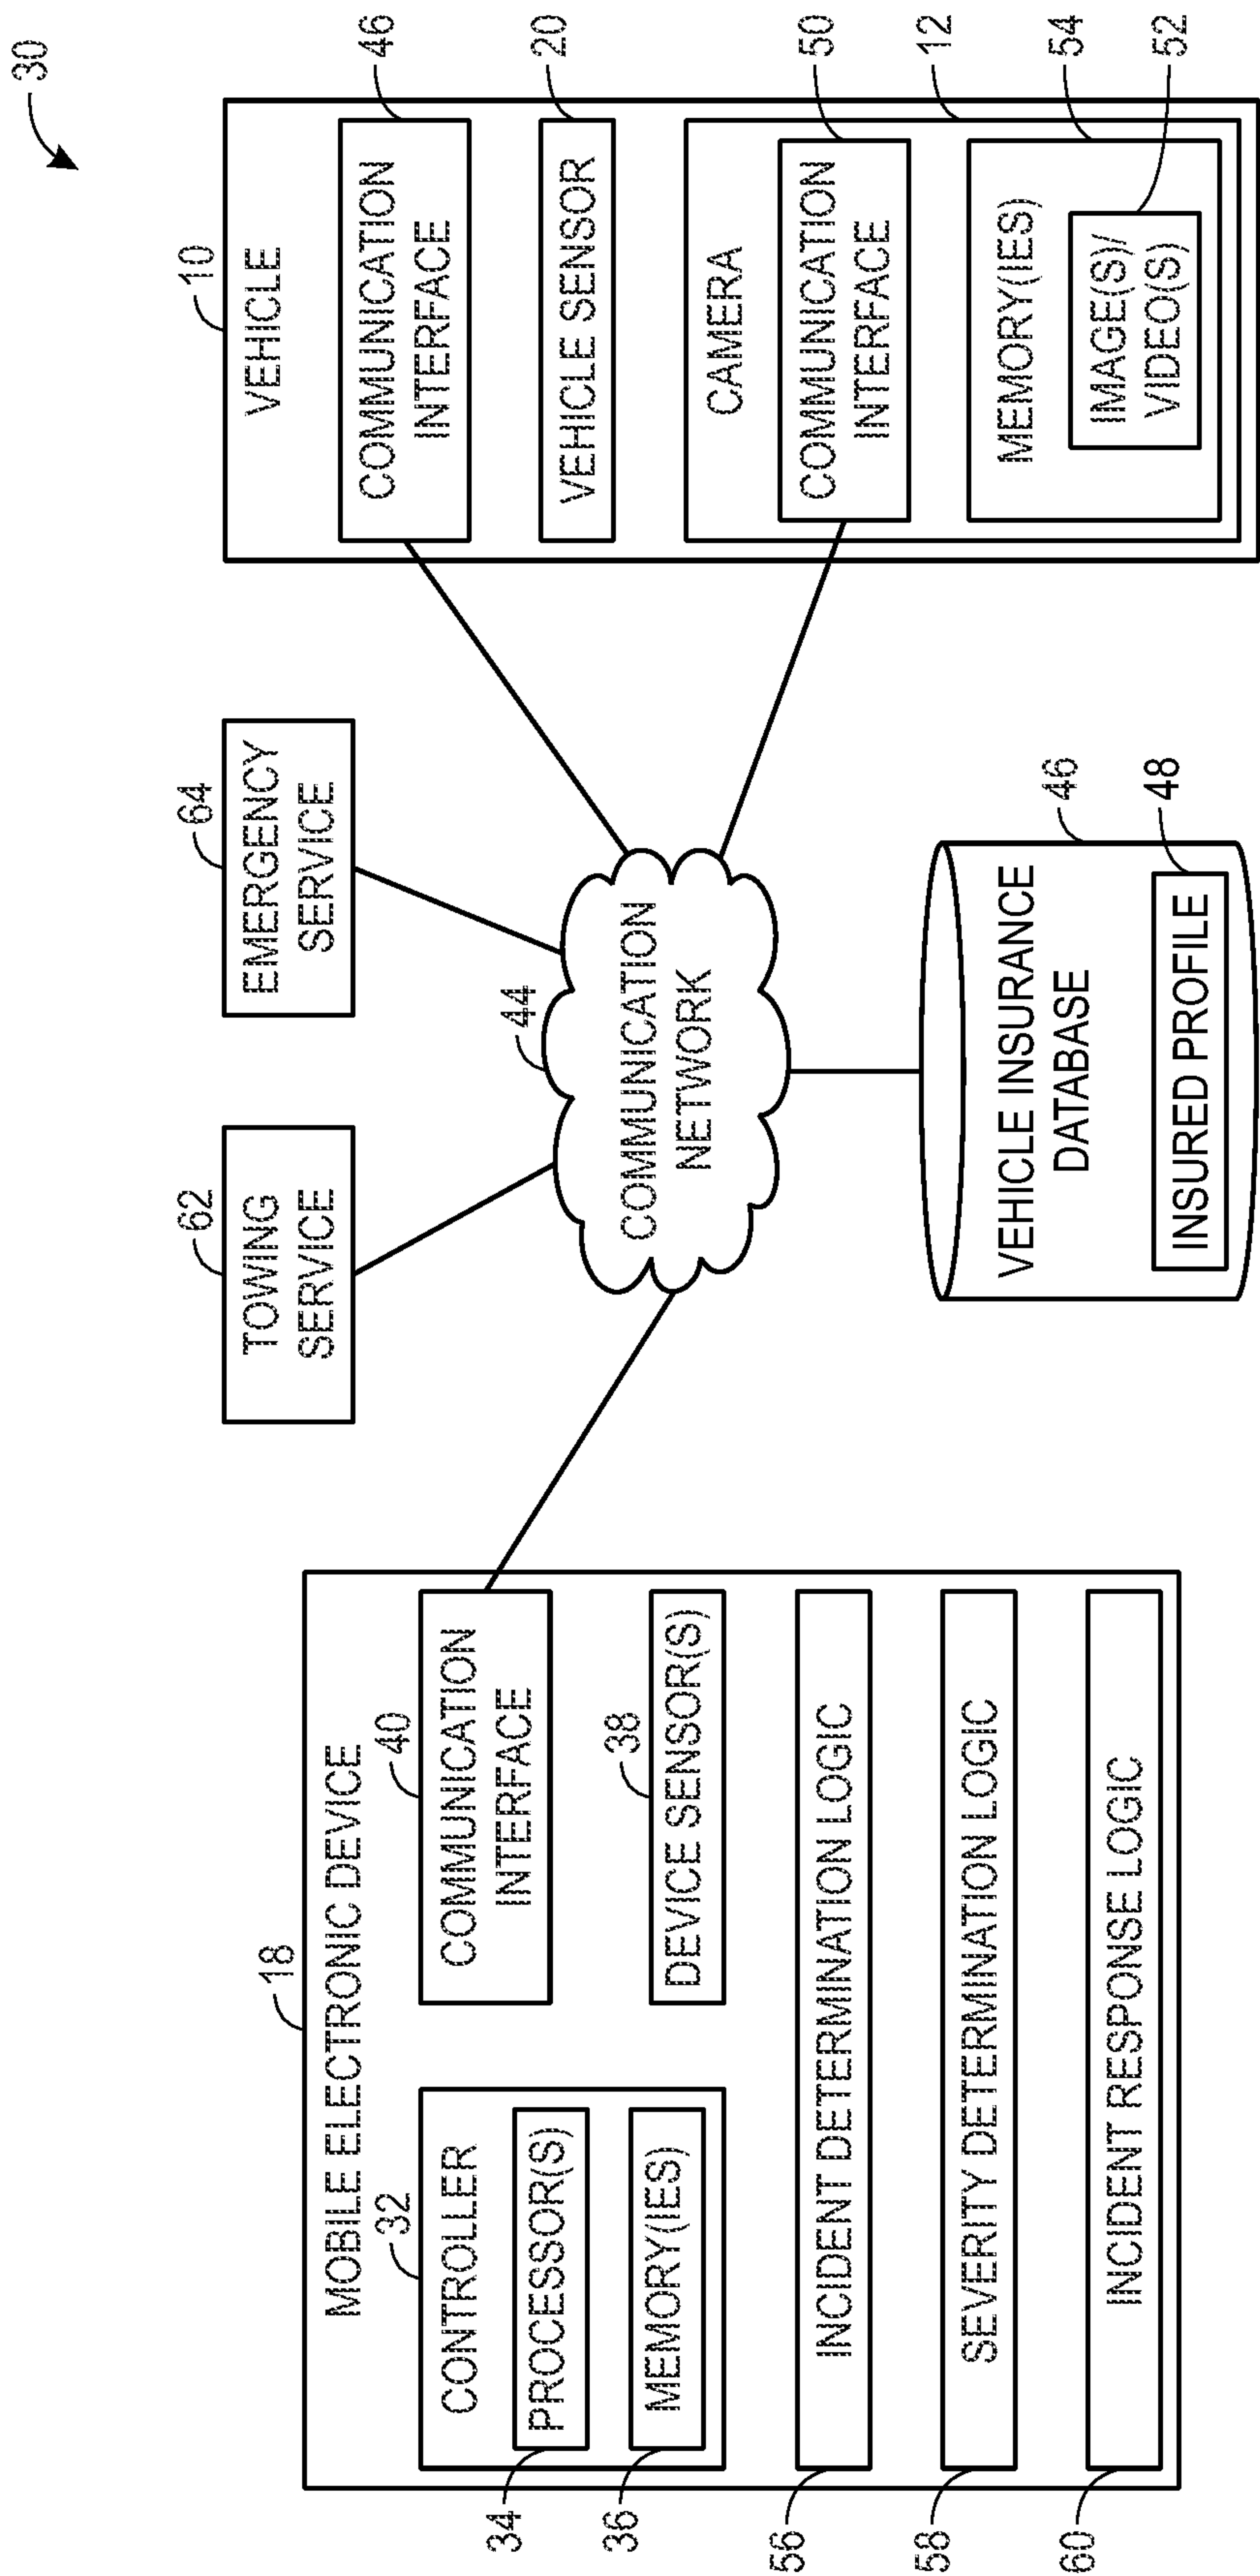 30
18
MOBILE ELECTRONIC DEVICE
32
CONTROLLER
34
PROCESSOR(S)
36
MEMORY(IES)
40
COMMUNICATION
INTERFACE
38
DEVICE SENSOR(S)
56
INCIDENT DETERMINATION LOGIC
58
SEVERITY DETERMINATION LOGIC
60
INCIDENT RESPONSE LOGIC
62
TOWING
SERVICE
64
EMERGENCY
SERVICE
44
COMMUNICATION
NETWORK
46
VEHICLE INSURANCE
DATABASE
48
INSURED PROFILE
10
VEHICLE
46
COMMUNICATION
INTERFACE
20
VEHICLE SENSOR
CAMERA
50
COMMUNICATION
INTERFACE
12
MEMORY(IES)
54
IMAGE(S)/
VIDEO(S)
52